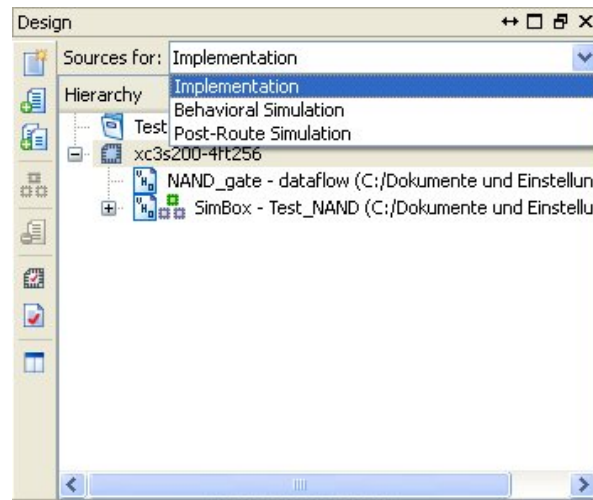 Design
Sources for: Implementation
Implementation
Hierarchy
Behavioral Simulation
Test
Post-Route Simulation
xc3s200-4ft256
NAND_gate - dataflow (C:/Dokumente und Einstellun
SimBox - Test_NAND (C:/Dokumente und Einstellu